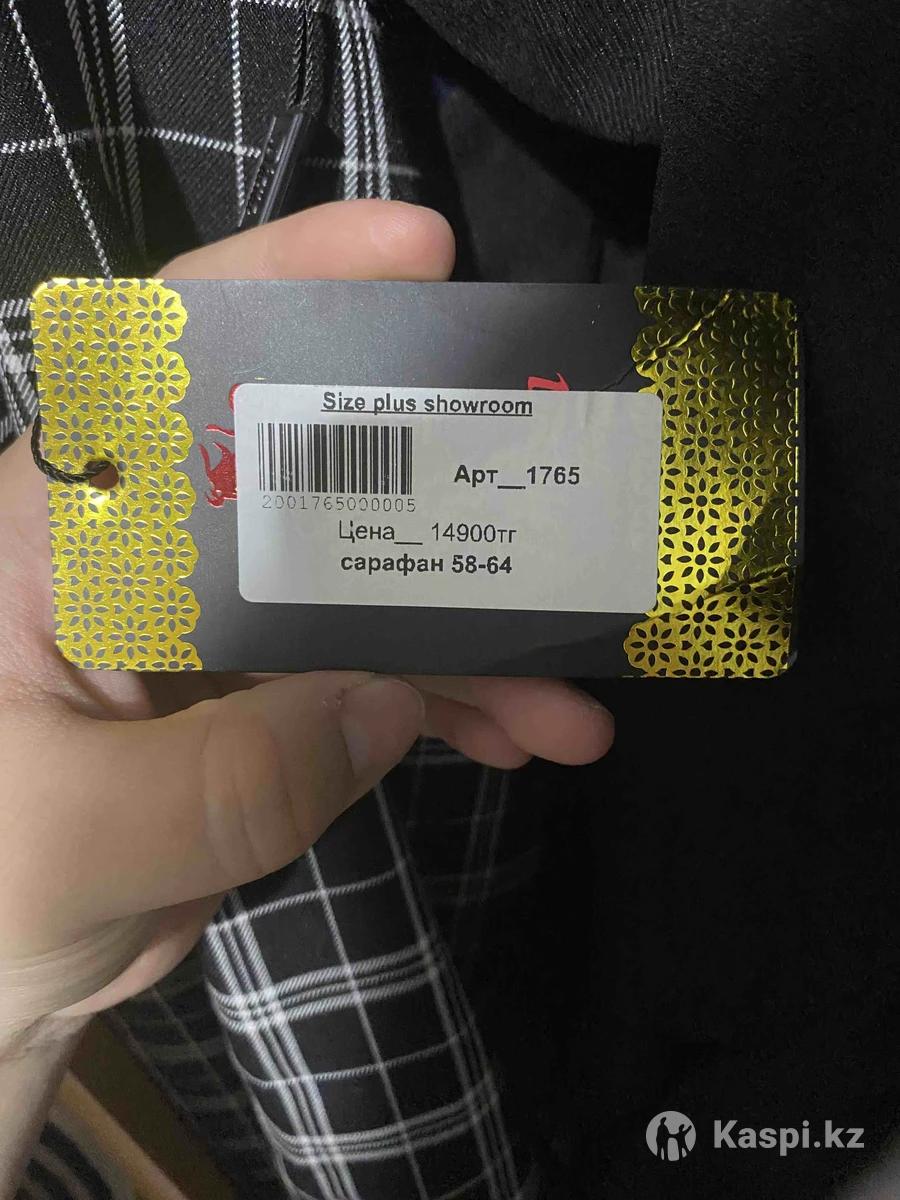 Size plus showroom
Арт__1765
2001765000005
Цена__ 14900тг
сарафан 58-64
Kaspi.kz